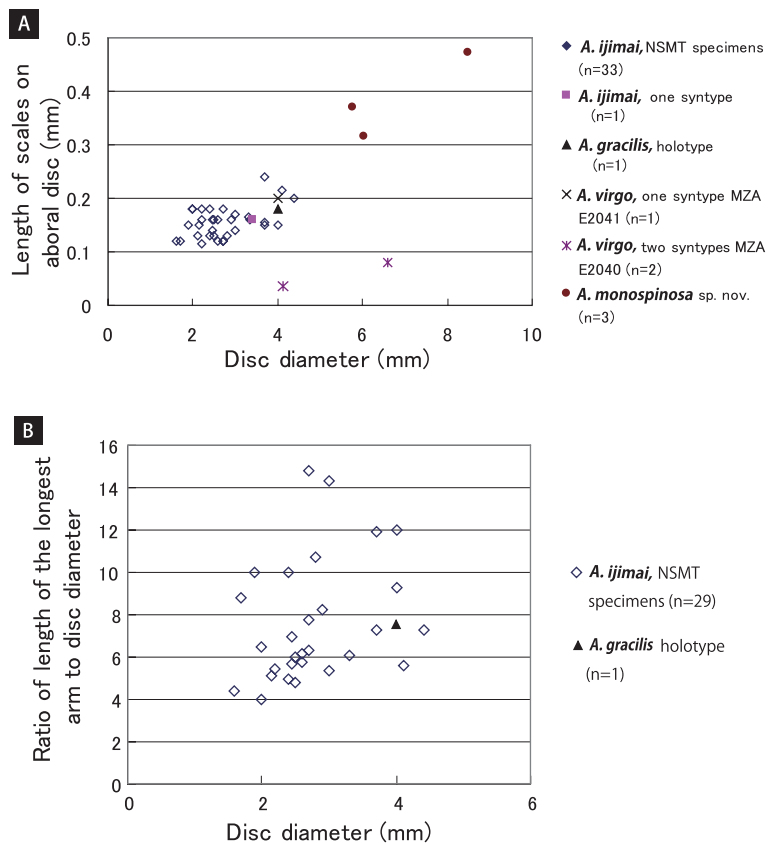 A
0.5
0.4
0.3
0.2
0.1
0
0 2 4 6 8 10
Length of scales on
aboral disc (mm)
Disc diameter (mm)
A. ijimai, NSMT specimens
(n=33)
A. ijimai, one syntype
(n=1)
A. gracilis, holotype
(n=1)
A. virgo, one syntype MZA
E2041 (n=1)
A. virgo, two syntypes MZA
E2040 (n=2)
A. monospinosa sp. nov.
(n=3)
B
16
14
12
10
8
6
4
2
0
0 2 4 6
Ratio of length of the longest
arm to disc diameter
Disc diameter (mm)
A. ijimai, NSMT
specimens (n=29)
A. gracilis holotype
(n=1)